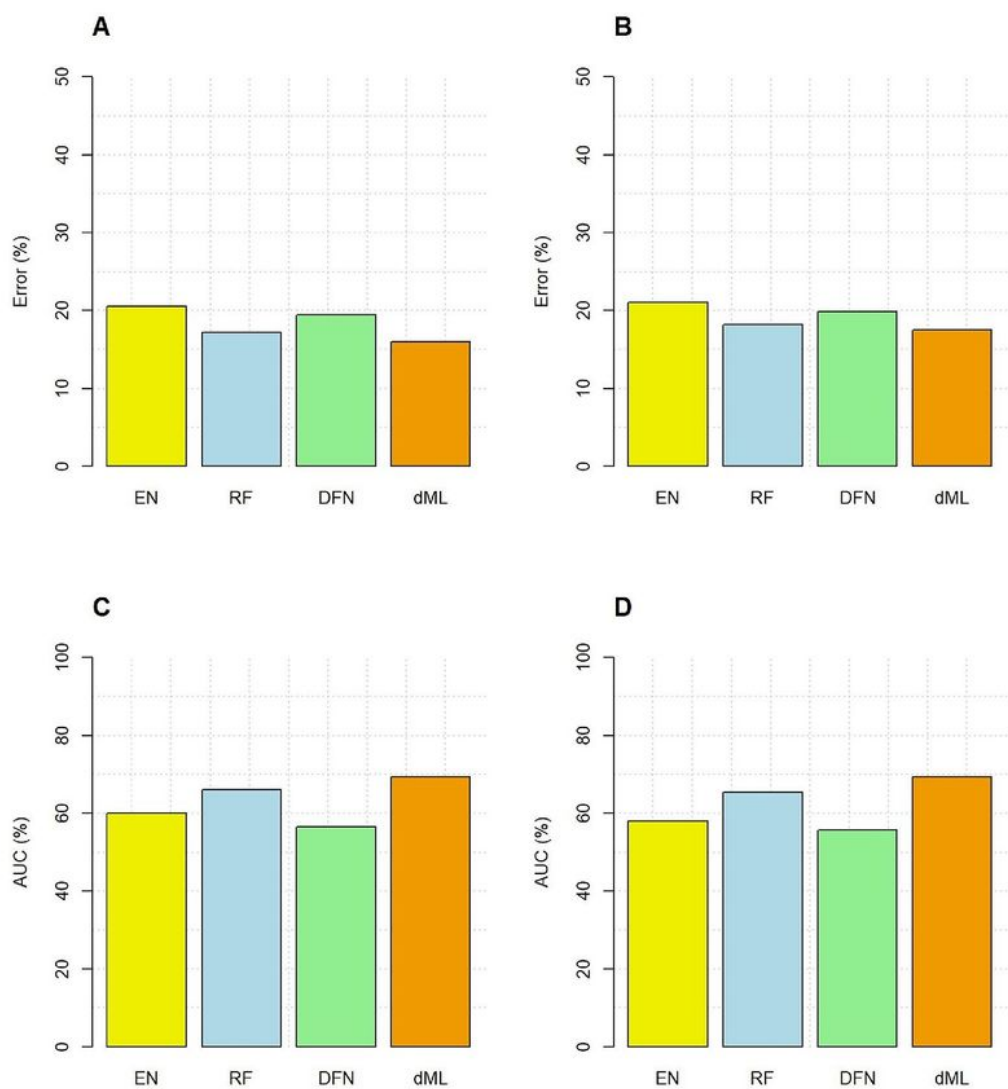 A
50
40
30
20
10
0
Error (%)
EN RF DFN dML
B
50
40
30
20
10
0
Error (%)
EN RF DFN dML
C
100
80
60
40
20
0
AUC (%)
EN RF DFN dML
D
100
80
60
40
20
0
AUC (%)
EN RF DFN dML